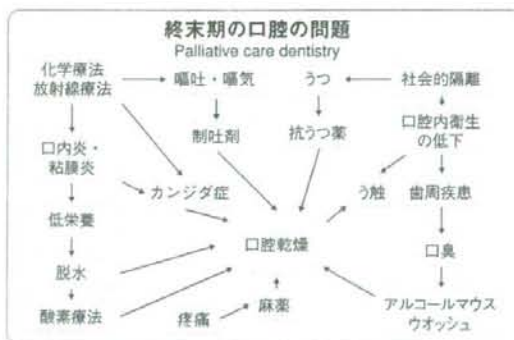 終末期の口腔の問題
Palliative care dentistry
化学療法
放射線療法
嘔吐・嘔気
うつ
社会的隔離
制吐剤
抗うつ薬
口腔内衛生
の低下
口内炎・
粘膜炎
カンジダ症
う触
歯周疾患
低栄養
口腔乾燥
口臭
脱水
酸素療法
疼痛
麻薬
アルコールマウス
ウオッシュ